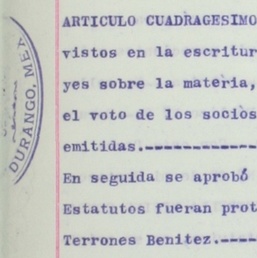 ARTICULO CUADRAGESIMO
vistos en la escritur
yes sobre la materia,
el voto de los socios
emitidas.----------
En seguida se aprobó
Estatutos fueran prot
Terrones Benitez.----
DURANGO, MEX